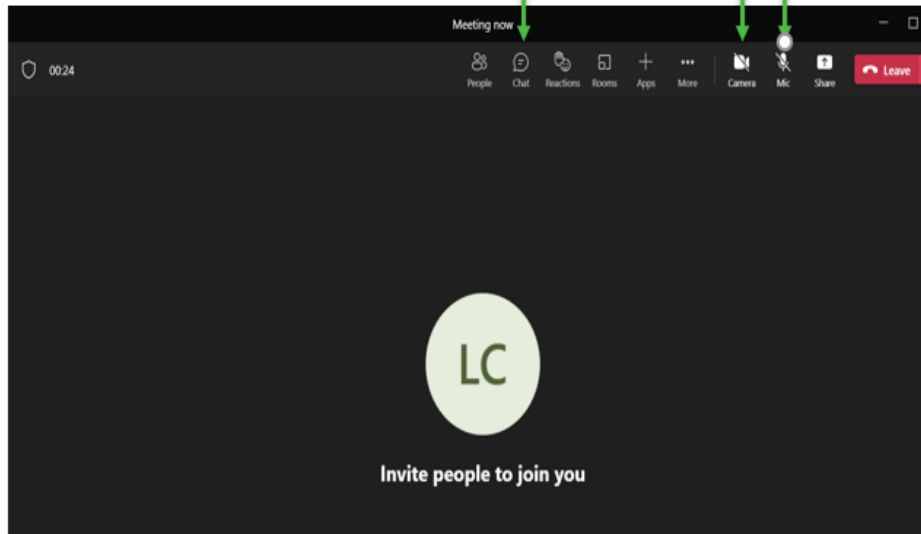 Meeting now
00:24
People Chat Reactions Rooms Apps More Camera Mic Share Leave
LC
Invite people to join you